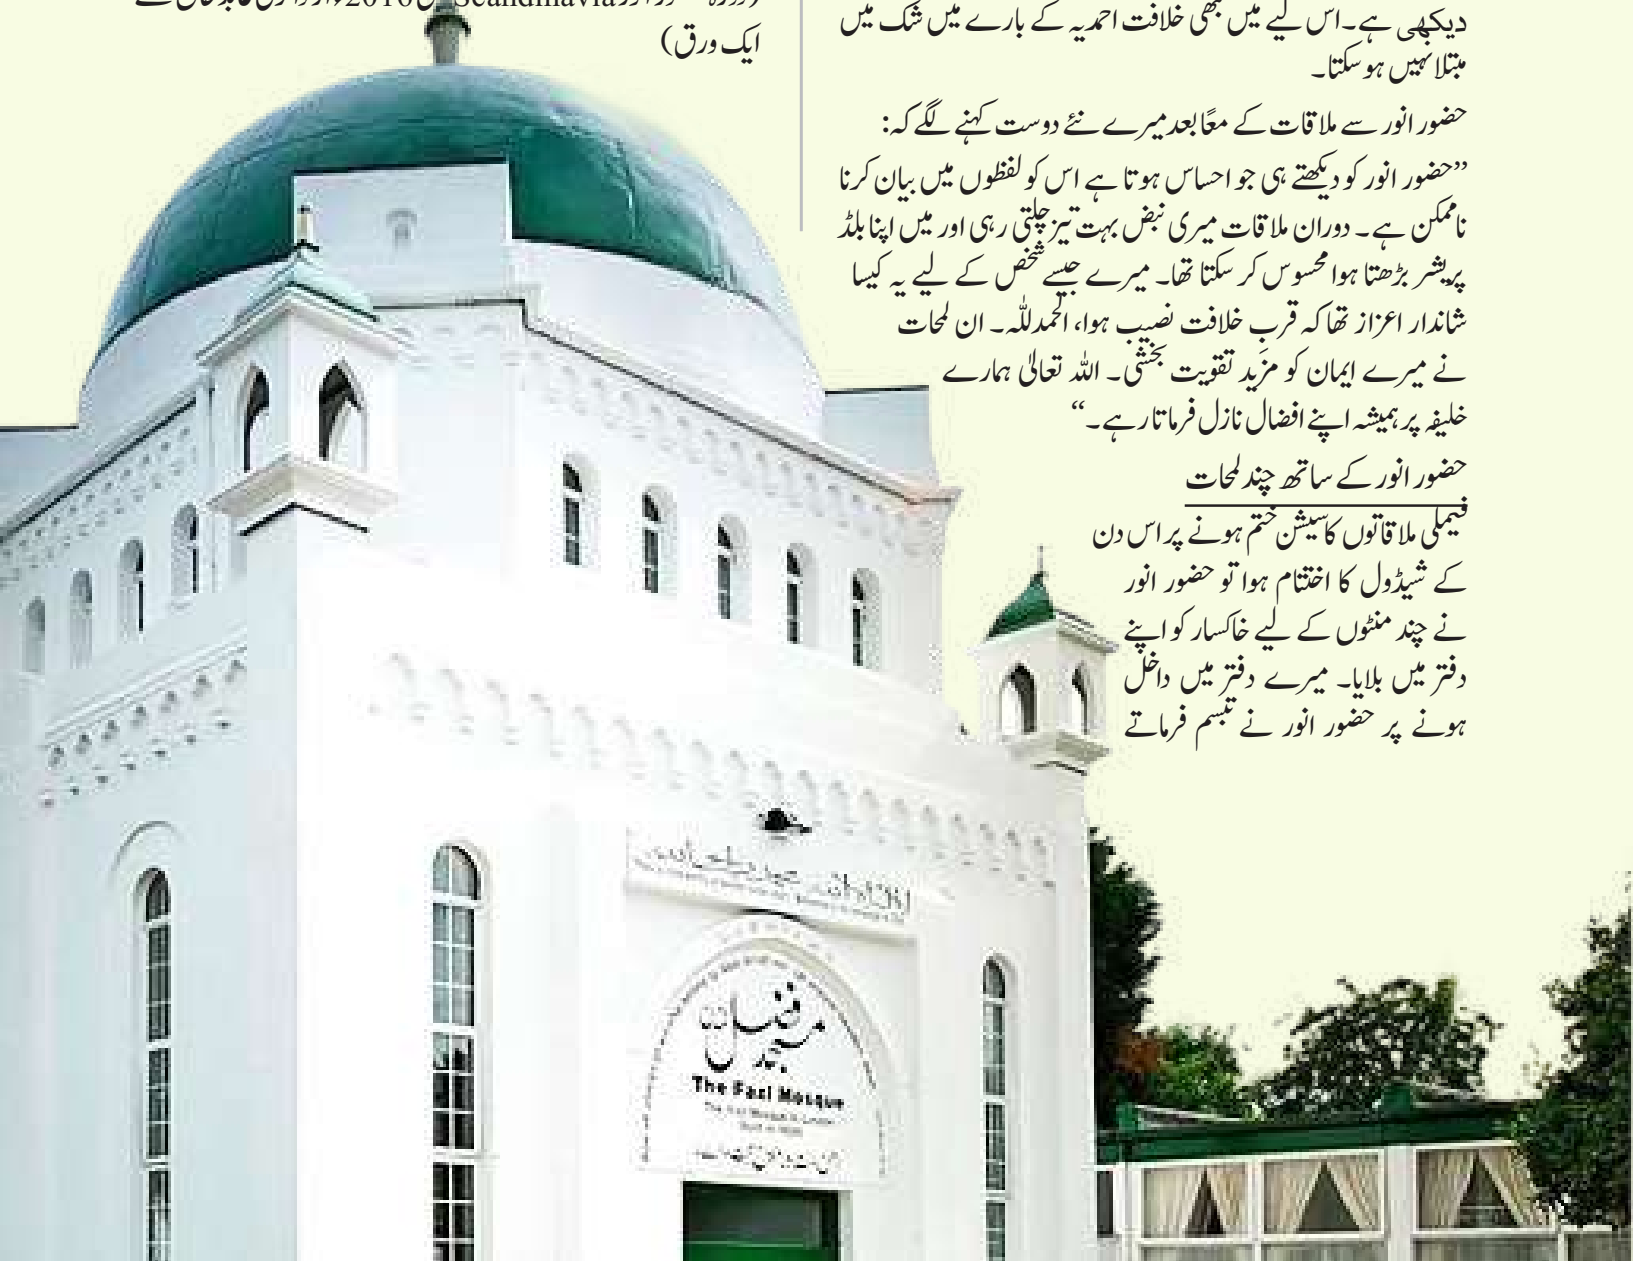 دیکھی ہے۔ اس لیے میں کبھی خلافت احمدیہ کے بارے میں شک میں
مبتلا نہیں ہو سکتا۔
حضور انور سے ملاقات کے معًا بعد میرے نئے دوست کہنے لگے کہ:
”حضور انور کو دیکھتے ہی جو احساس ہوتا ہے اس کو لفظوں میں بیان کرنا
ناممکن ہے۔ دوران ملاقات میری نبض بہت تیز چلتی رہی اور میں اپنا بلڈ
پریشر بڑھتا ہوا محسوس کر سکتا تھا۔ میرے جیسے شخص کے لیے یہ کیسا
شاندار اعزاز تھا کہ قربِ خلافت نصیب ہوا، الحمدللہ۔ ان لمحات
نے میرے ایمان کو مزید تقویت بخشی۔ اللہ تعالیٰ ہمارے
خلیفہ پر ہمیشہ اپنے افضال نازل فرماتا رہے۔“
حضور انور کے ساتھ چند لمحات
فیملی ملاقاتوں کا سیشن ختم ہونے پر اس دن
کے شیڈول کا اختتام ہوا تو حضور انور
نے چند منٹوں کے لیے خاکسار کو اپنے
دفتر میں بلایا۔ میرے دفتر میں داخل
ہونے پر حضور انور نے تبسم فرماتے
Scandinavia 2016
ایک ورق)
مسجد فضل
The Fazl Mosque